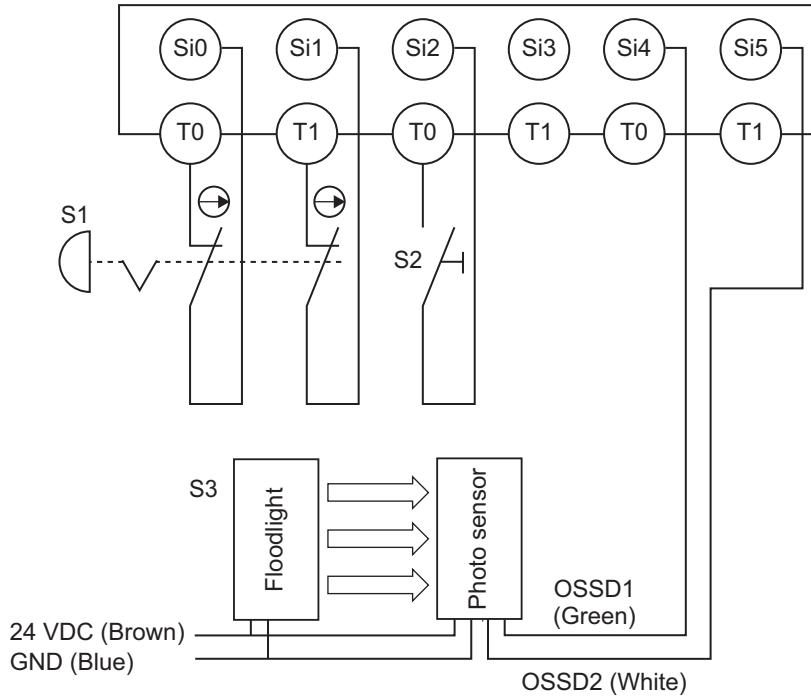 Si0 Si1 Si2 Si3 Si4 Si5
T0 T1 T0 T1 T0 T1
S1
S2
S3
Floodlight
Photo sensor
OSSD1
(Green)
24 VDC (Brown)
GND (Blue)
OSSD2 (White)